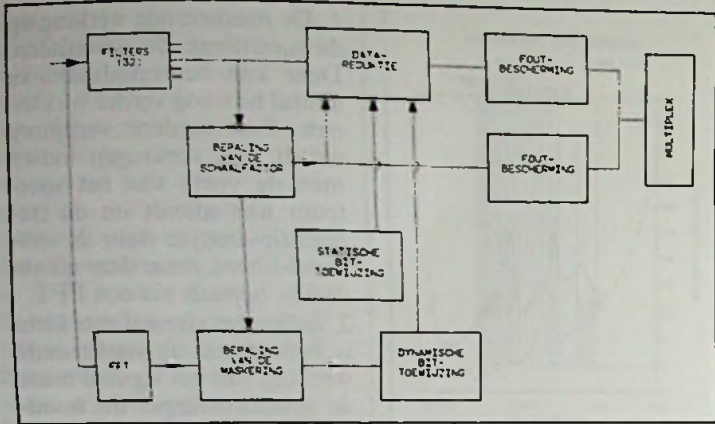 FILTERS
(32)
DATA-
REDUKTIE
FOUT-
BESCHERMING
MULTIPLEX
BEPALING
VAN DE
SCHAALFACTOR
FOUT-
BESCHERMING
STATISCHE
BIT-
TOEWIJZING
FFT
BEPALING
VAN DE
MASKERING
DYNAMISCHE
BIT-
TOEWIJZING